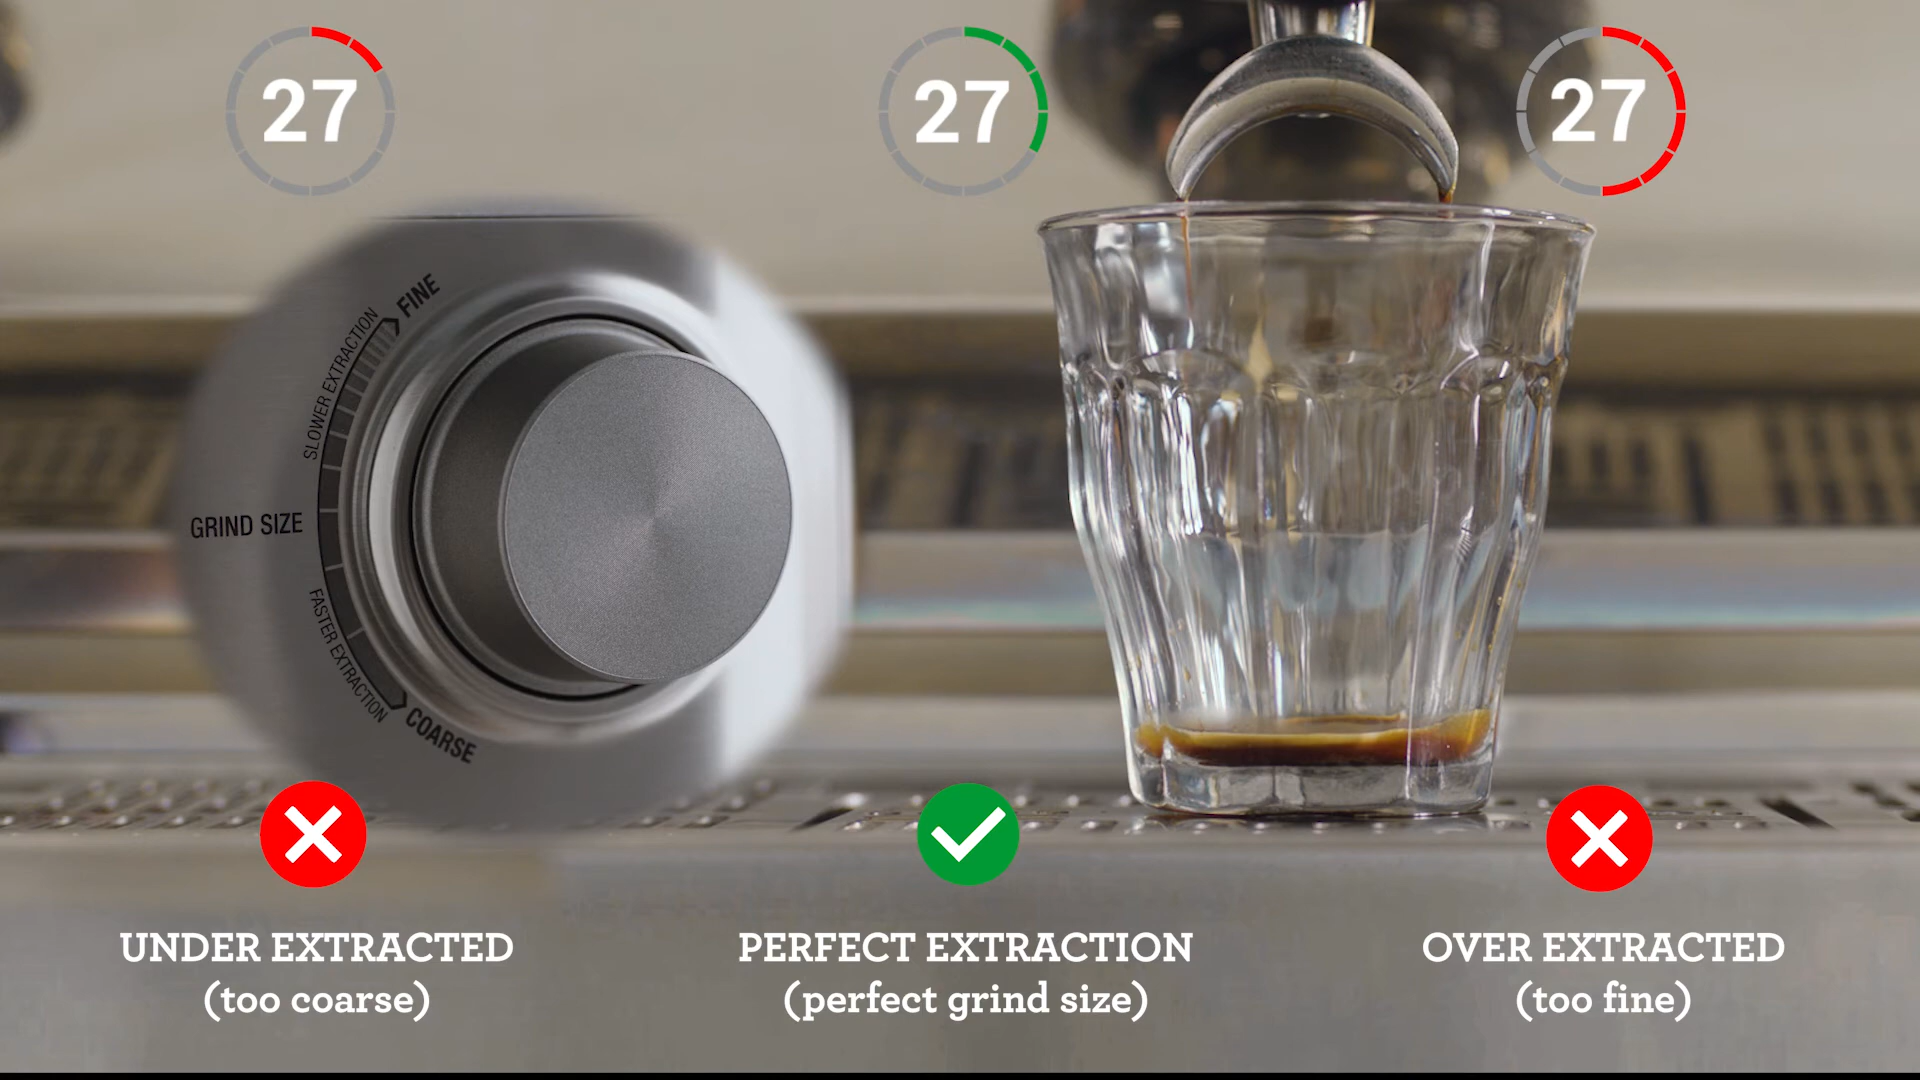 27
27
27
FINE
SLOWER EXTRACTION
GRIND SIZE
FASTER EXTRACTION
COARSE
UNDER EXTRACTED
(too coarse)
PERFECT EXTRACTION
(perfect grind size)
OVER EXTRACTED
(too fine)